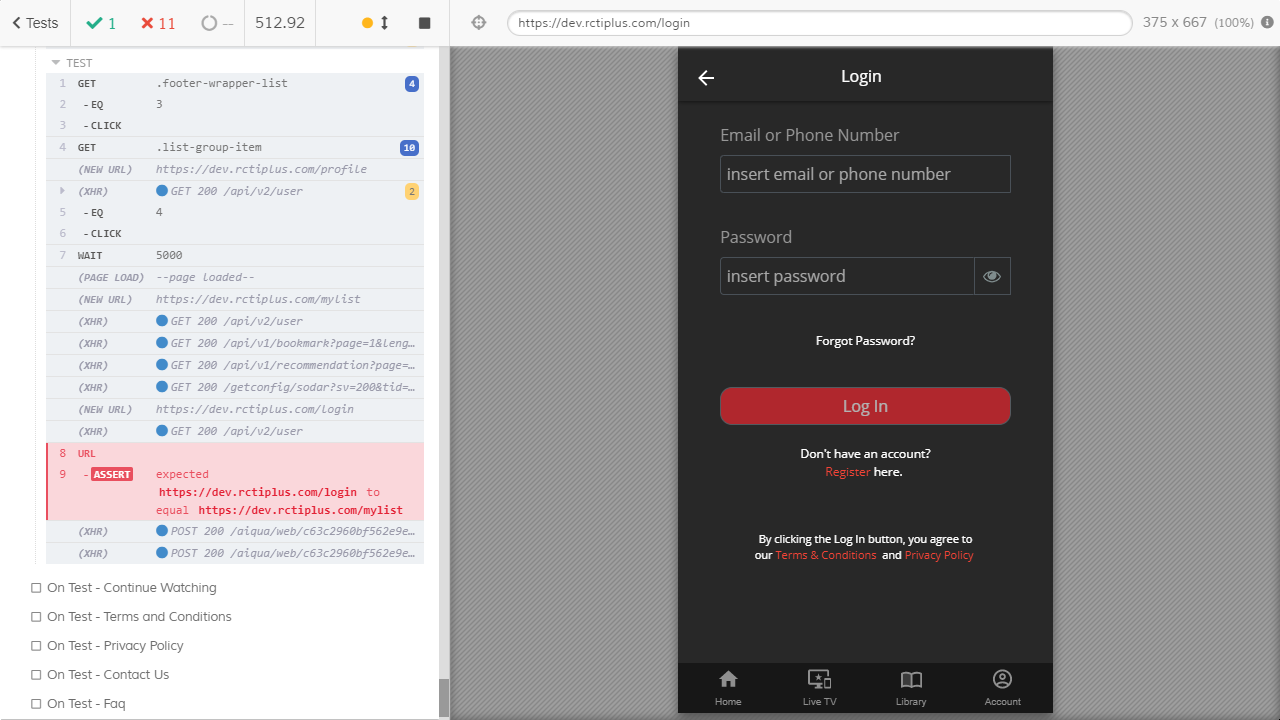 Tests
1
11
--
512.92
https://dev.rctiplus.com/login
375 x 667 (100%)
TEST
1 GET .footer-wrapper-list 4
2 - EQ 3
3 - CLICK
4 GET .list-group-item 10
(NEW URL) https://dev.rctiplus.com/profile
(XHR) GET 200 /api/v2/user 2
5 - EQ 4
6 - CLICK
7 WAIT 5000
(PAGE LOAD) --page loaded--
(NEW URL) https://dev.rctiplus.com/mylist
(XHR) GET 200 /api/v2/user
(XHR) GET 200 /api/v1/bookmark?page=1&leng…
(XHR) GET 200 /api/v1/recommendation?page=…
(XHR) GET 200 /getconfig/sodar?sv=200&tid=…
(NEW URL) https://dev.rctiplus.com/login
(XHR) GET 200 /api/v2/user
8 URL
9 - ASSERT expected
https://dev.rctiplus.com/login to
equal https://dev.rctiplus.com/mylist
(XHR) POST 200 /aiqua/web/c63c2960bf562e9e…
(XHR) POST 200 /aiqua/web/c63c2960bf562e9e…
On Test - Continue Watching
On Test - Terms and Conditions
On Test - Privacy Policy
On Test - Contact Us
On Test - Faq
Login
Email or Phone Number
insert email or phone number
Password
insert password
Forgot Password?
Log In
Don't have an account?
Register here.
By clicking the Log In button, you agree to
our Terms & Conditions and Privacy Policy
Home
Live TV
Library
Account